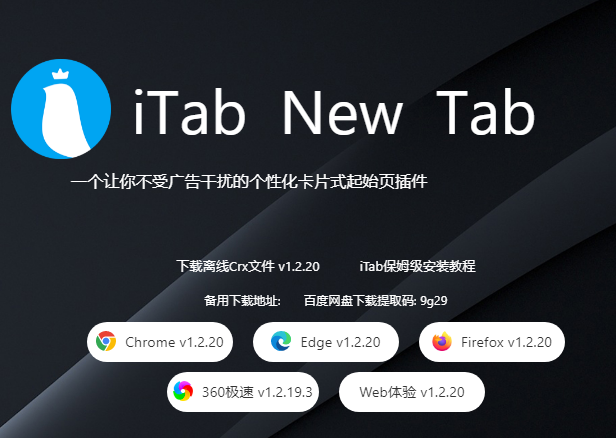 iTab New Tab
一个让你不受广告干扰的个性化卡片式起始页插件
下载离线Crx文件 v1.2.20 iTab保姆级安装教程
备用下载地址: 百度网盘下载提取码: 9g29
Chrome v1.2.20 Edge v1.2.20 Firefox v1.2.20
360极速 v1.2.19.3 Web体验 v1.2.20